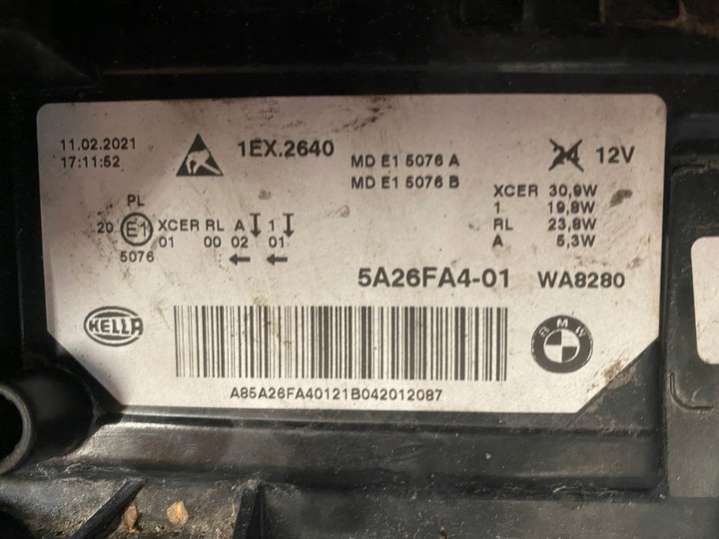 11.02.2021
17:11:52
1EX.2640
MD E1 5076 A
MD E1 5076 B
24 12V
XCER 30,9W
1 19,8W
RL 23,8W
A 5,3W
PL
20 E1 XCER RL A 1
01 00 02 01
5076
5A26FA4-01 WA8280
HELLA
BMW
A85A26FA40121B042012087